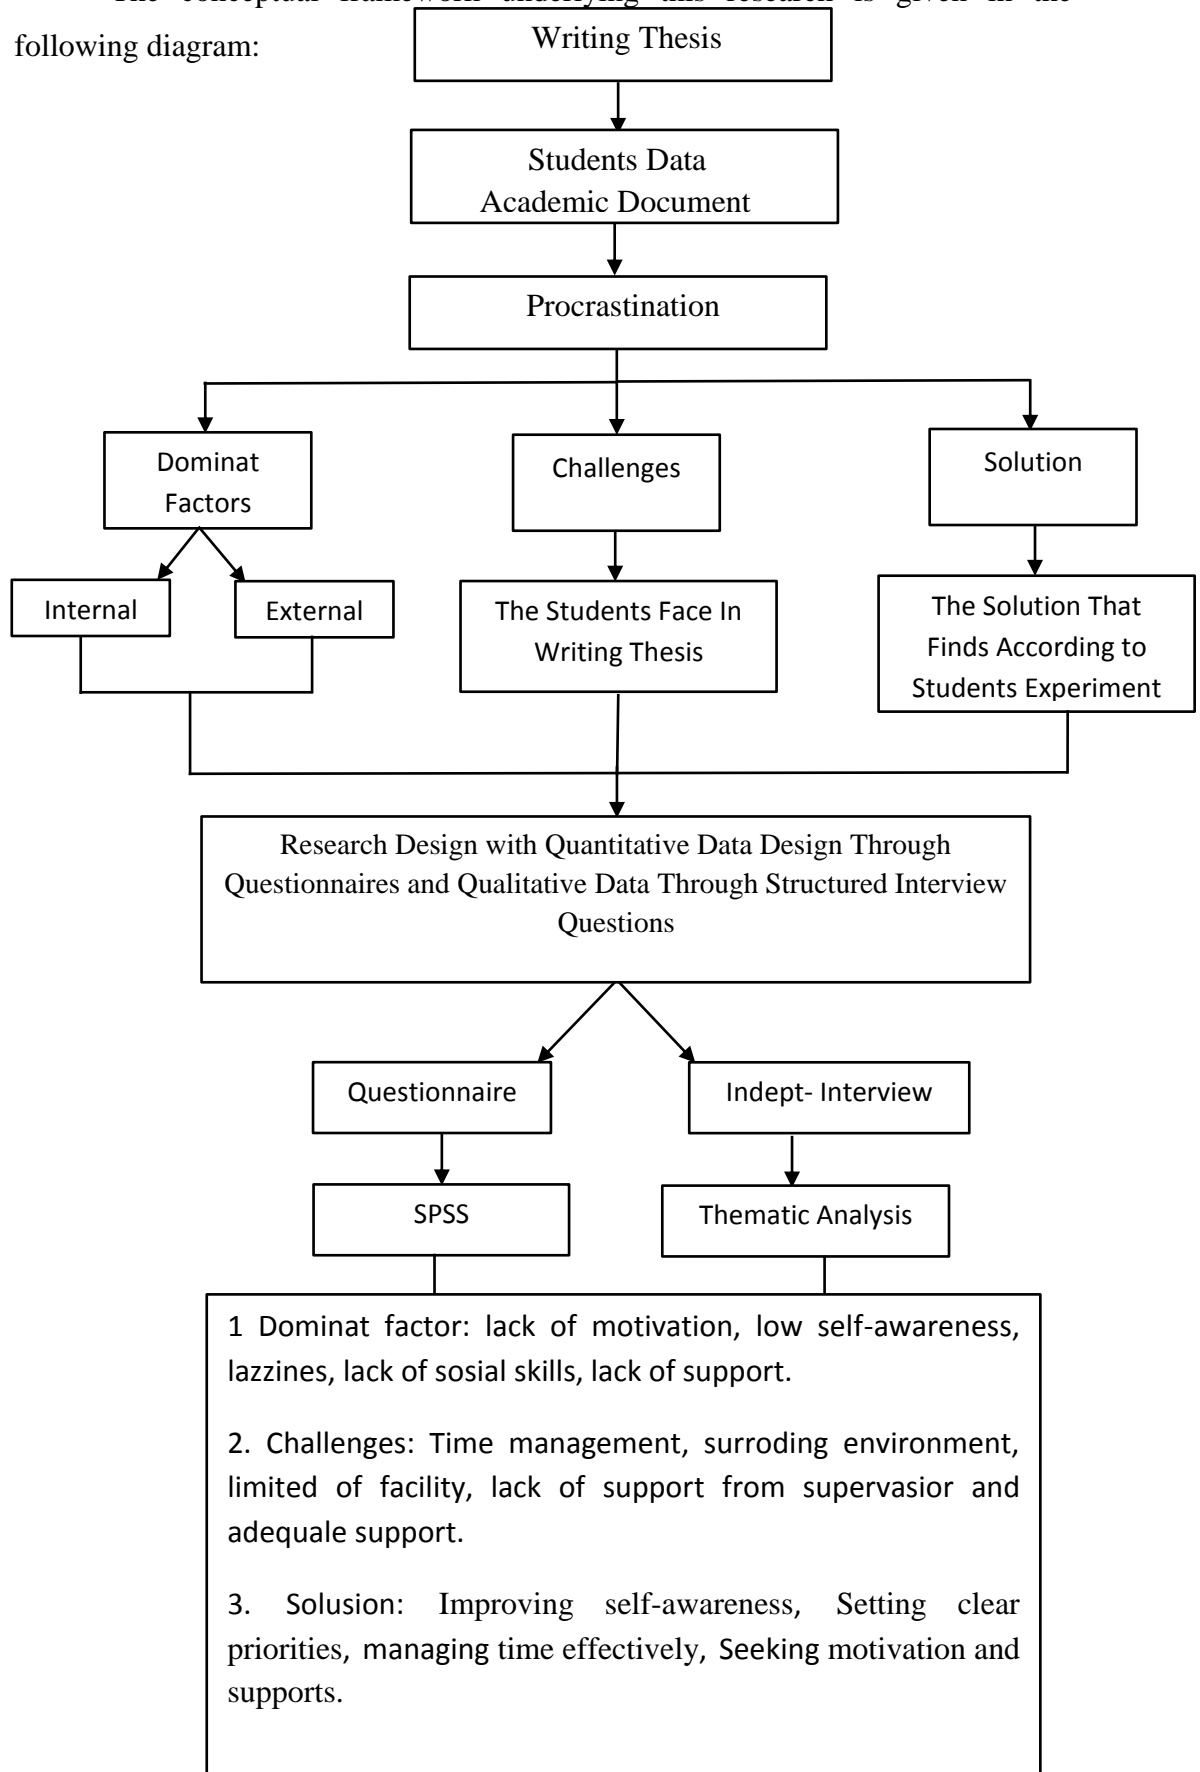 The conceptual framework underlying this research is given in the
following diagram:
Writing Thesis
Students Data
Academic Document
Procrastination
Dominat
Factors
Challenges
Solution
Internal
External
The Students Face In
Writing Thesis
The Solution That
Finds According to
Students Experiment
Research Design with Quantitative Data Design Through
Questionnaires and Qualitative Data Through Structured Interview
Questions
Questionnaire
Indept- Interview
SPSS
Thematic Analysis
1 Dominat factor: lack of motivation, low self-awareness,
lazzines, lack of sosial skills, lack of support.
2. Challenges: Time management, surroding environment,
limited of facility, lack of support from supervasior and
adequale support.
3. Solusion: Improving self-awareness, Setting clear
priorities, managing time effectively, Seeking motivation and
supports.